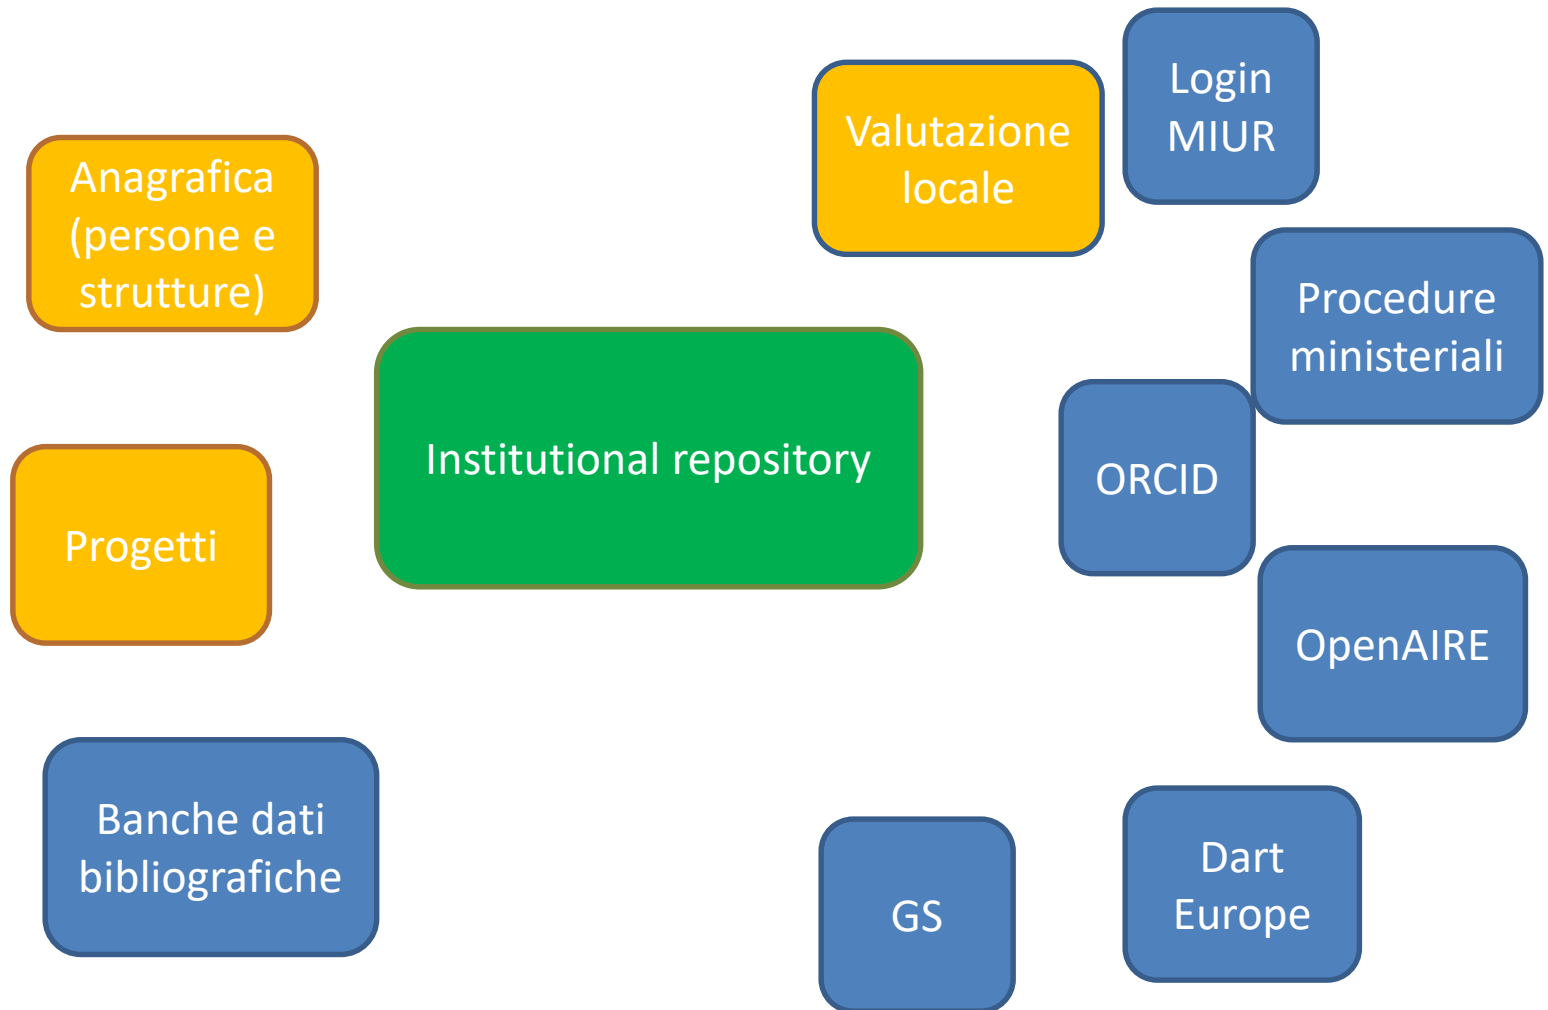 Login
MIUR
Valutazione
locale
Anagrafica
(persone e
strutture)
Procedure
ministeriali
Institutional repository
ORCID
Progetti
OpenAIRE
Banche dati
bibliografiche
Dart
Europe
GS